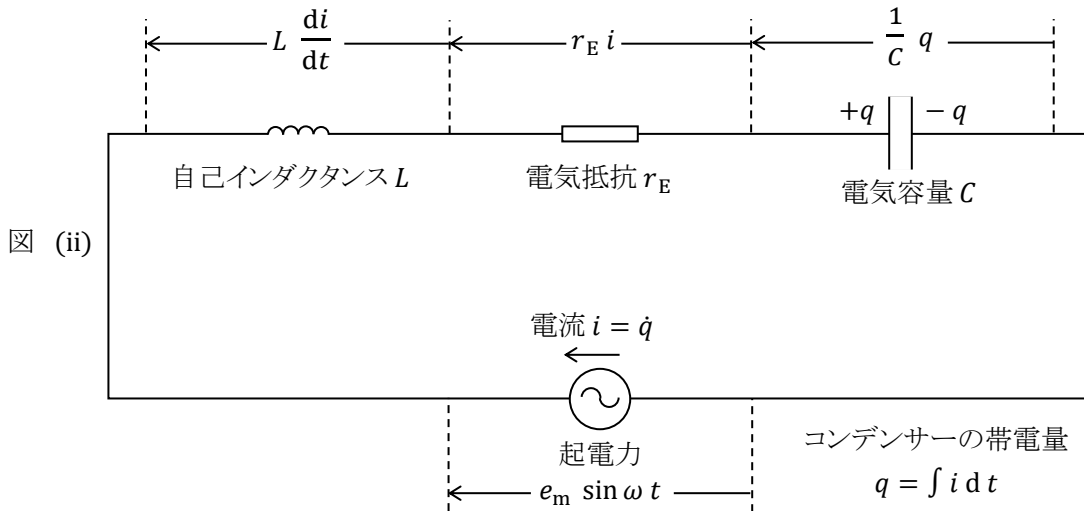 L di/dt
r_E i
1/C q
+q
− q
自己インダクタンス L
電気抵抗 r_E
電気容量 C
図 (ii)
電流 i = q̇
起電力
e_m sin ω t
コンデンサーの帯電量
q = ∫ i d t